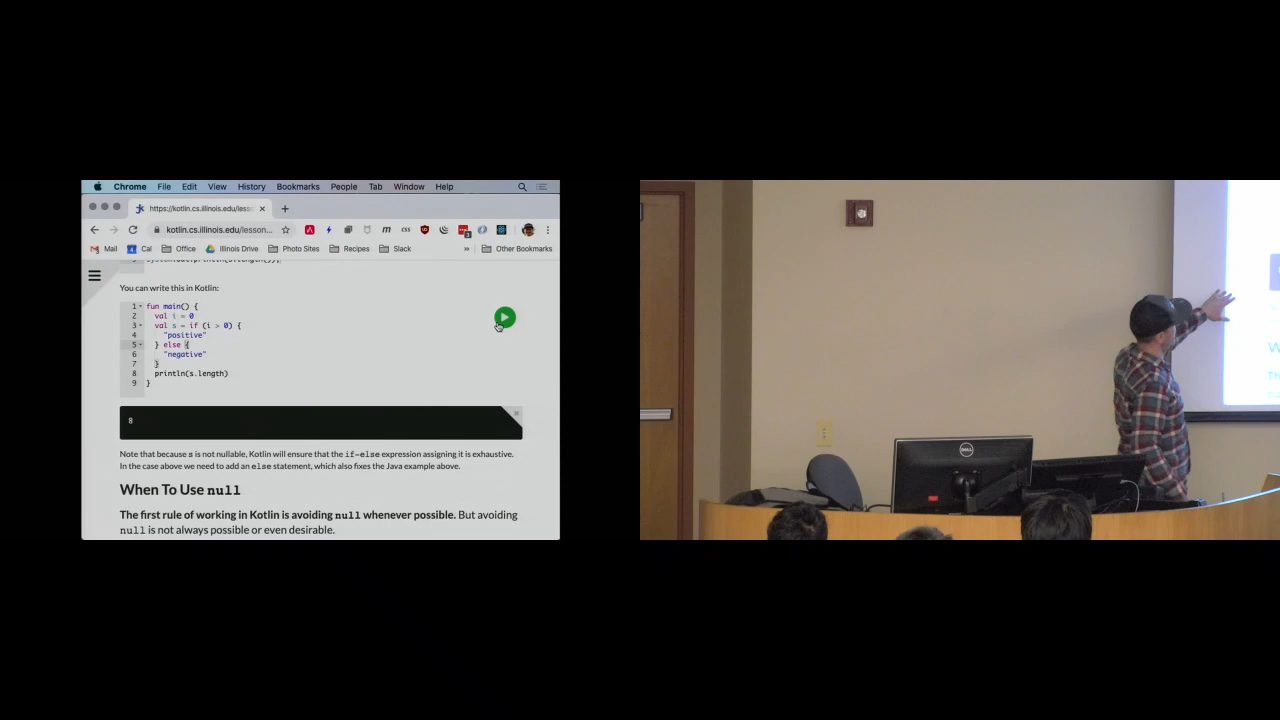 Chrome File Edit View History Bookmarks People Tab Window Help
https://kotlin.cs.illinois.edu/less
kotlin.cs.illinois.edu/lesson...
Mail Cal Office Illinois Drive Photo Sites Recipes Slack » Other Bookmarks
You can write this in Kotlin:
1 fun main() {
2 val i = 0
3 val s = if (i > 0) {
4 "positive"
5 } else {
6 "negative"
7 }
8 println(s.length)
9 }
8
Note that because s is not nullable, Kotlin will ensure that the if-else expression assigning it is exhaustive.
In the case above we need to add an else statement, which also fixes the Java example above.
When To Use null
The first rule of working in Kotlin is avoiding null whenever possible. But avoiding
null is not always possible or even desirable.
DELL
W
Th